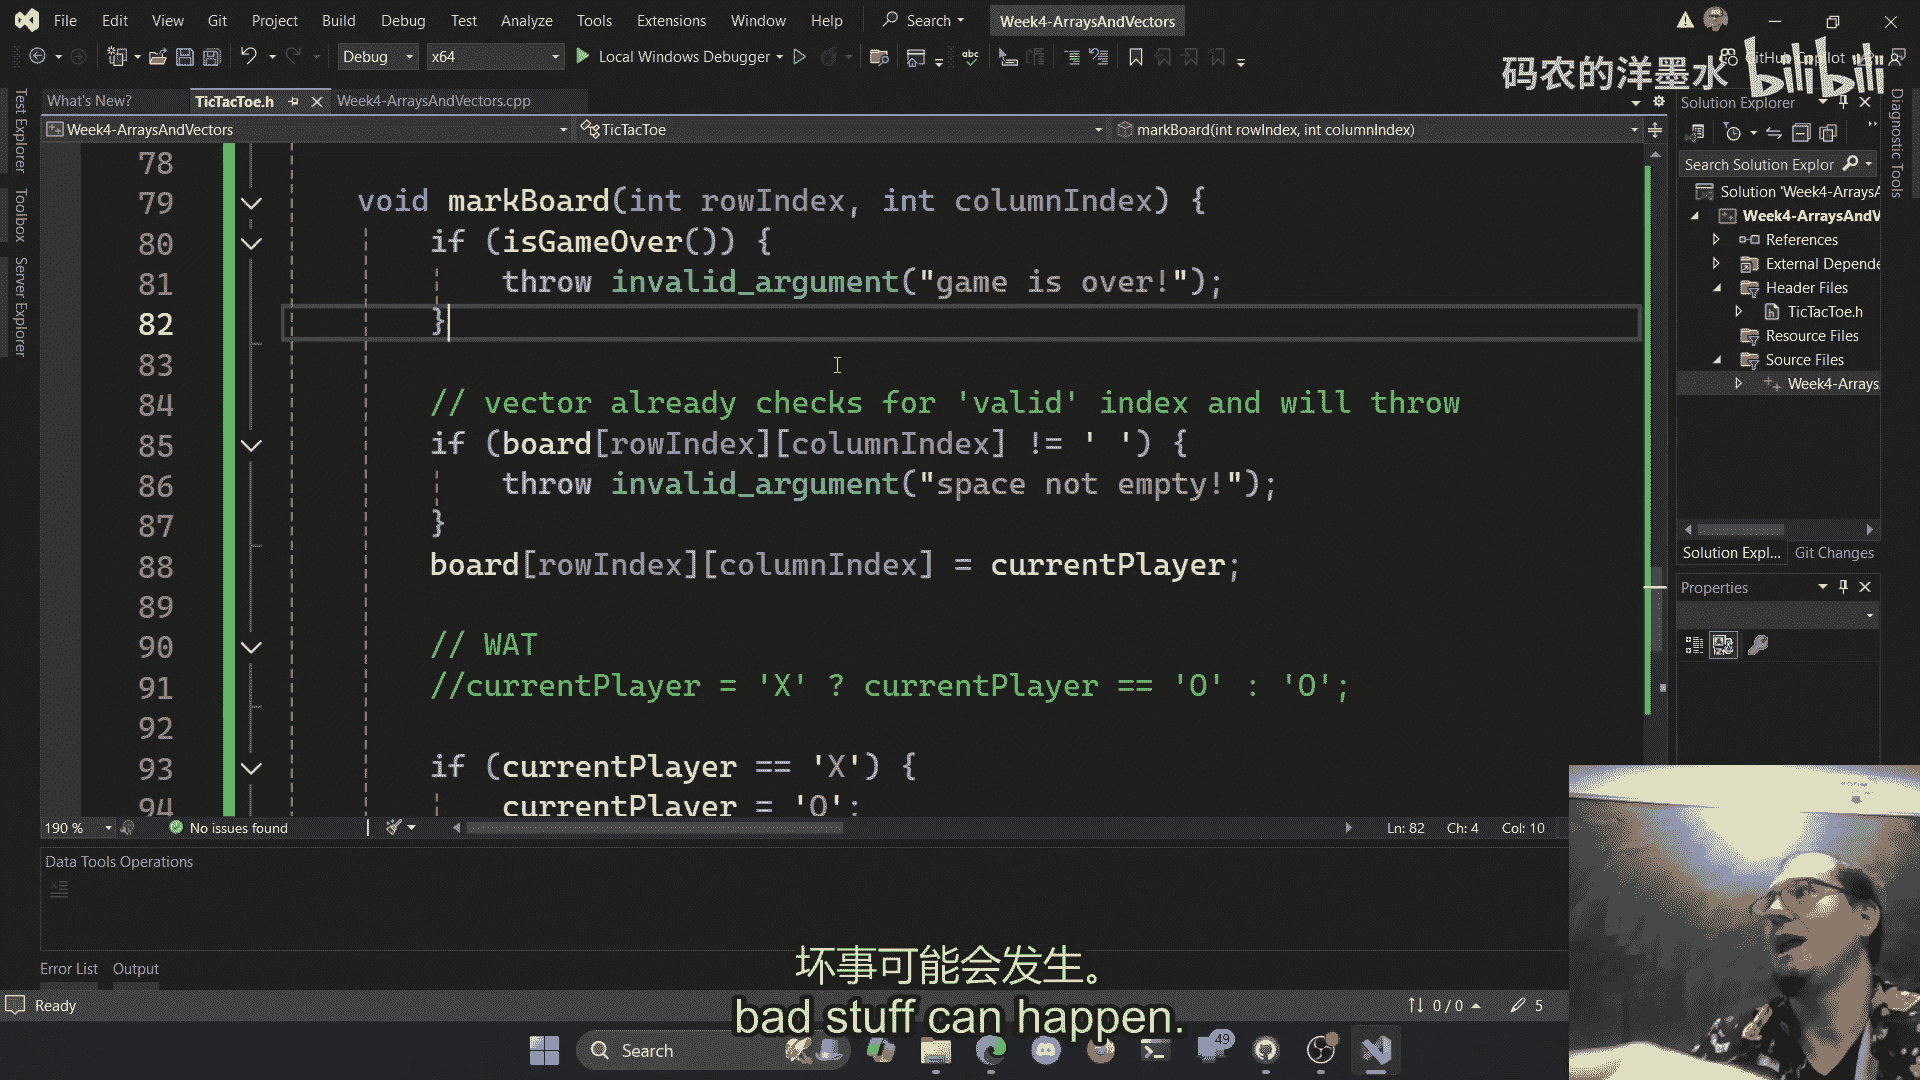 File Edit View Git Project Build Debug Test Analyze Tools Extensions Window Help Search Week4-ArraysAndVectors
Debug x64 Local Windows Debugger
码农的洋墨水 bilibili
What's New? TicTacToe.h Week4-ArraysAndVectors.cpp
Week4-ArraysAndVectors TicTacToe markBoard(int rowIndex, int columnIndex)
78
79 void markBoard(int rowIndex, int columnIndex) {
80 if (isGameOver()) {
81 throw invalid_argument("game is over!");
82 }
83
84 // vector already checks for 'valid' index and will throw
85 if (board[rowIndex][columnIndex] != ' ') {
86 throw invalid_argument("space not empty!");
87 }
88 board[rowIndex][columnIndex] = currentPlayer;
89
90 // WAT
91 //currentPlayer = 'X' ? currentPlayer == 'O' : 'O';
92
93 if (currentPlayer == 'X') {
94 currentPlayer = 'O';
190 % No issues found Ln: 82 Ch: 4 Col: 10
Test Explorer
Toolbox
Server Explorer
Solution Explorer
Search Solution Explor
Solution 'Week4-ArraysA
Week4-ArraysAndV
References
External Depende
Header Files
TicTacToe.h
Resource Files
Source Files
Week4-Arrays
Solution Expl... Git Changes
Properties
Diagnostic Tools
Data Tools Operations
Error List Output
Ready 0 / 0 5
坏事可能会发生。
bad stuff can happen.
Search 49